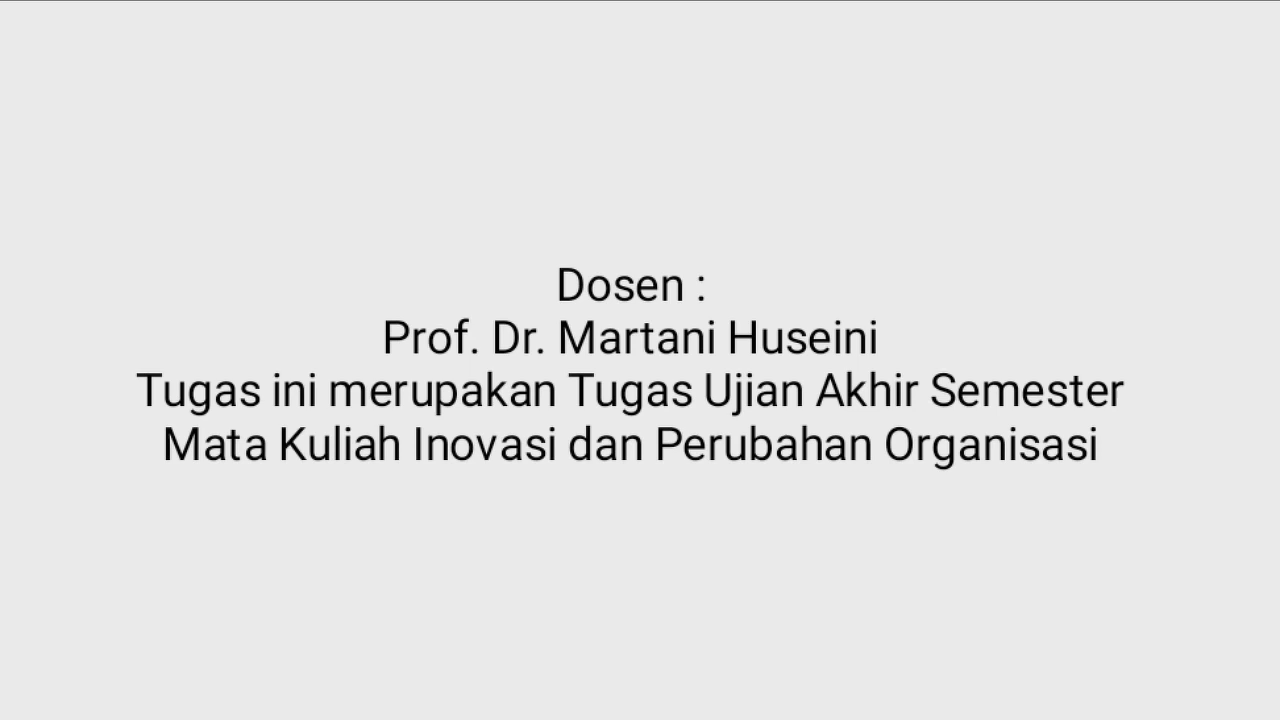 Dosen :
Prof. Dr. Martani Huseini
Tugas ini merupakan Tugas Ujian Akhir Semester
Mata Kuliah Inovasi dan Perubahan Organisasi